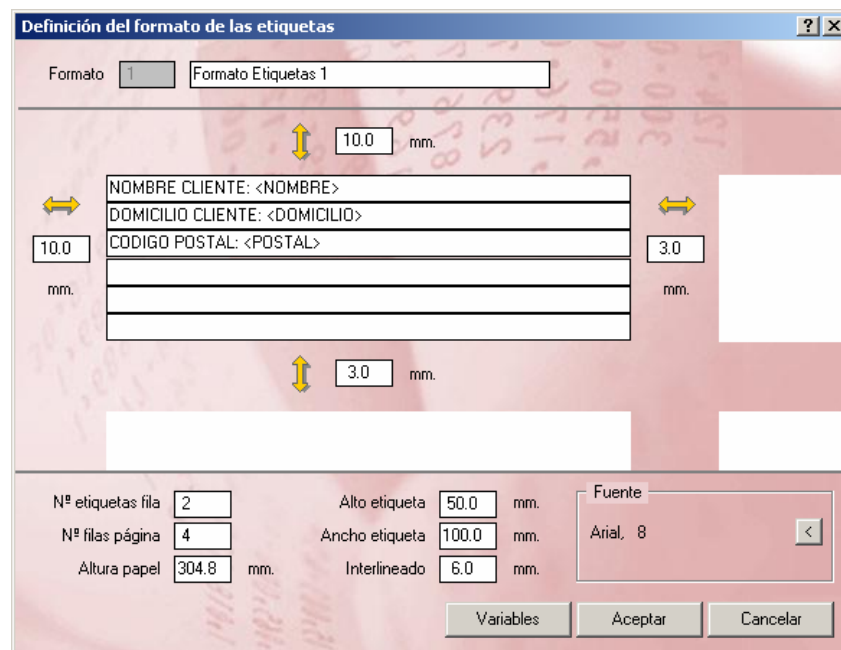 Definición del formato de las etiquetas ? X
Formato 1 Formato Etiquetas 1
10.0 mm.
NOMBRE CLIENTE: <NOMBRE>
DOMICILIO CLIENTE: <DOMICILIO>
CODIGO POSTAL: <POSTAL>
10.0 mm.
3.0 mm.
3.0 mm.
Nº etiquetas fila 2
Nº filas página 4
Altura papel 304.8 mm.
Alto etiqueta 50.0 mm.
Ancho etiqueta 100.0 mm.
Interlineado 6.0 mm.
Fuente
Arial, 8 <
Variables Aceptar Cancelar